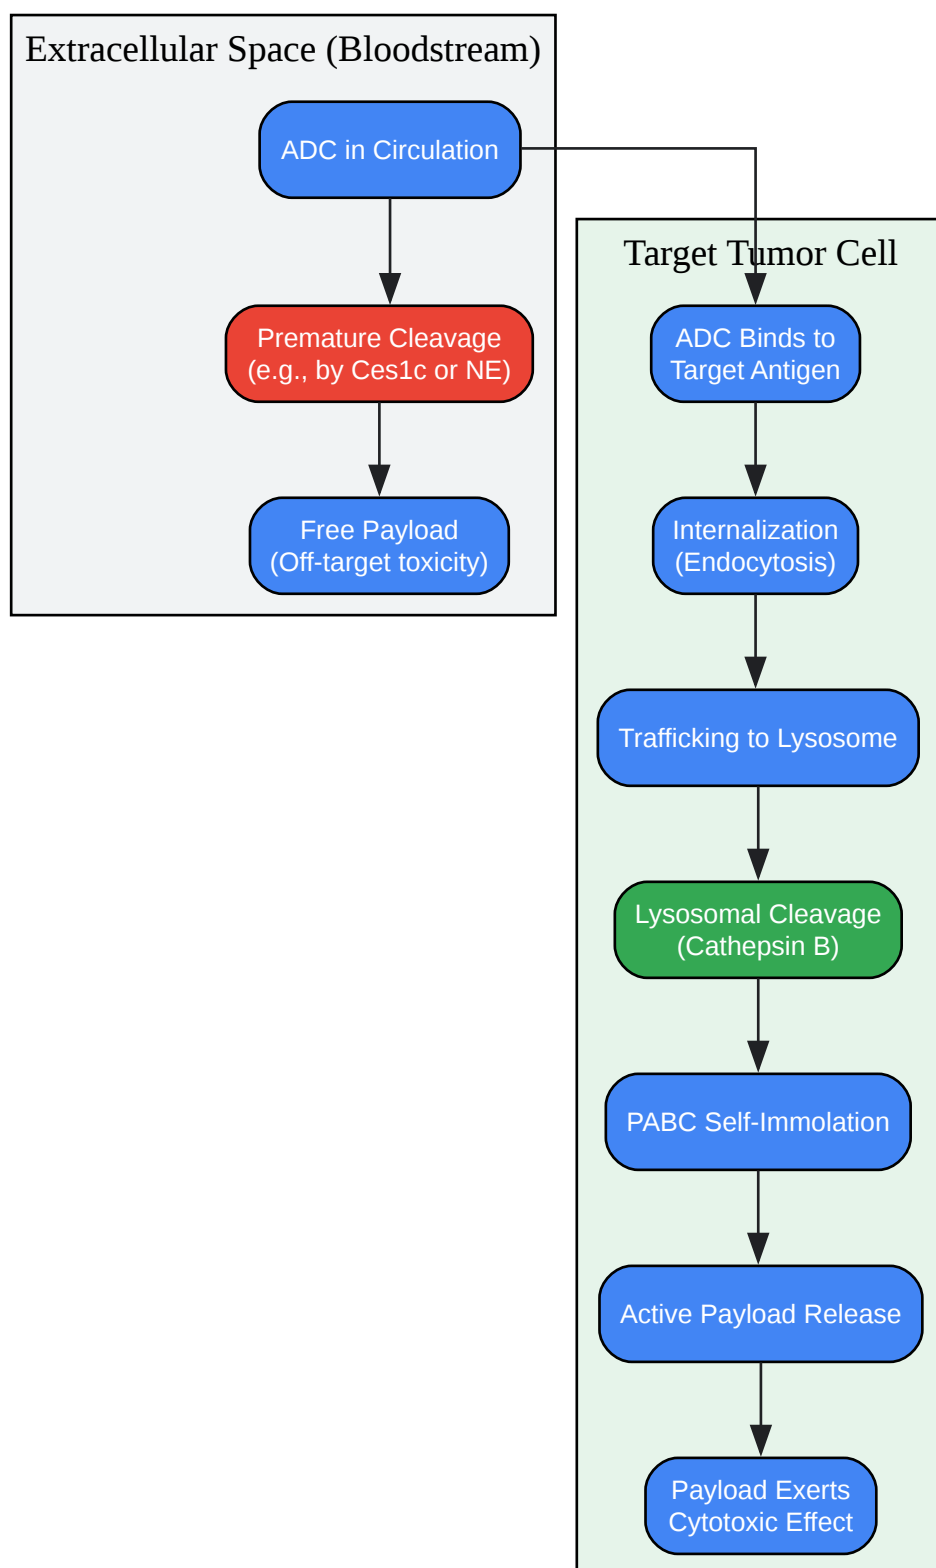 Extracellular Space (Bloodstream)
ADC in Circulation
Premature Cleavage
(e.g., by Ces1c or NE)
Free Payload
(Off-target toxicity)
Target Tumor Cell
ADC Binds to
Target Antigen
Internalization
(Endocytosis)
Trafficking to Lysosome
Lysosomal Cleavage
(Cathepsin B)
PABC Self-Immolation
Active Payload Release
Payload Exerts
Cytotoxic Effect